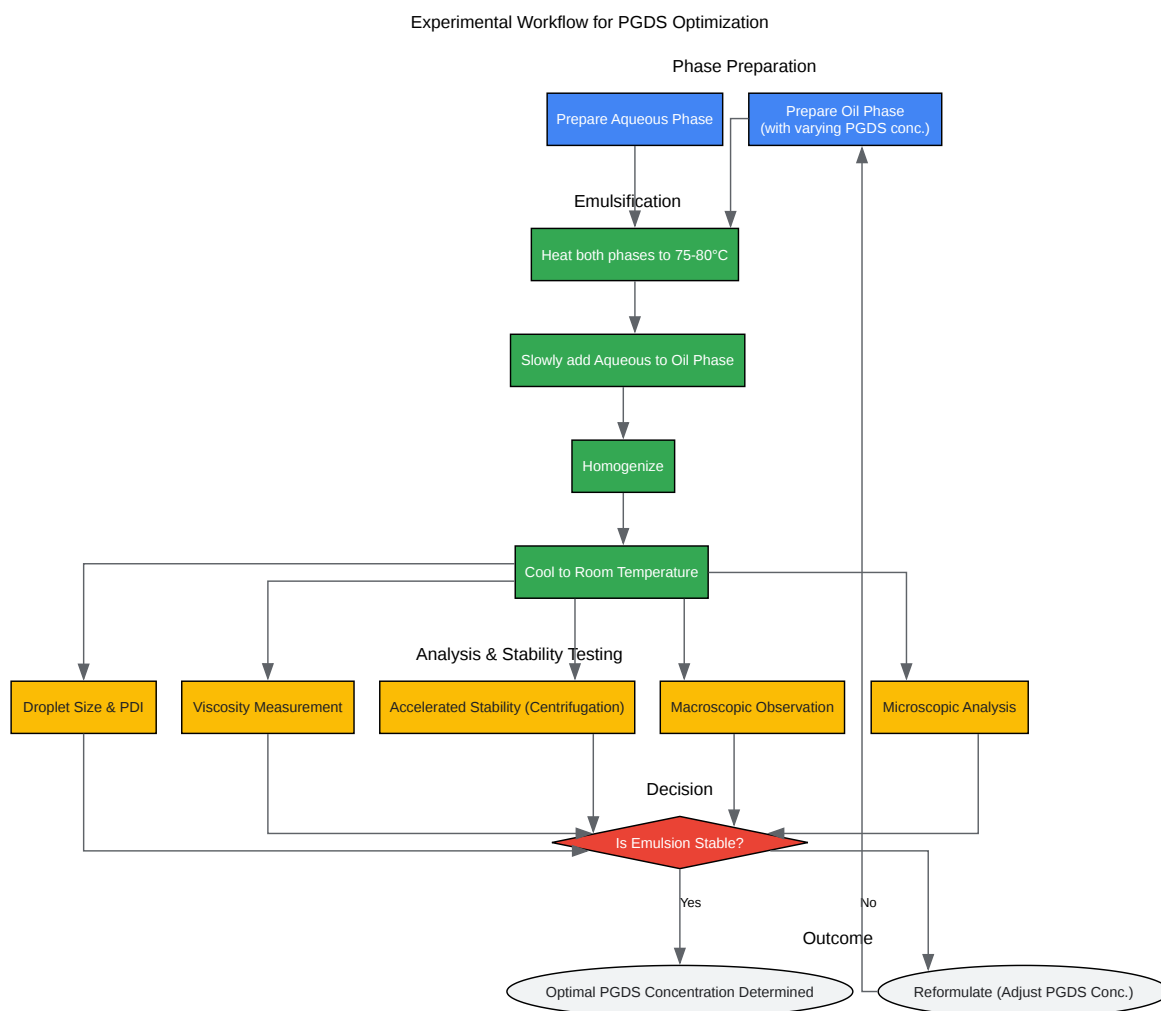 Experimental Workflow for PGDS Optimization
Phase Preparation
Prepare Aqueous Phase
Prepare Oil Phase
(with varying PGDS conc.)
Emulsification
Heat both phases to 75-80°C
Slowly add Aqueous to Oil Phase
Homogenize
Cool to Room Temperature
Analysis & Stability Testing
Droplet Size & PDI
Viscosity Measurement
Accelerated Stability (Centrifugation)
Macroscopic Observation
Microscopic Analysis
Decision
Is Emulsion Stable?
Yes
No
Outcome
Optimal PGDS Concentration Determined
Reformulate (Adjust PGDS Conc.)